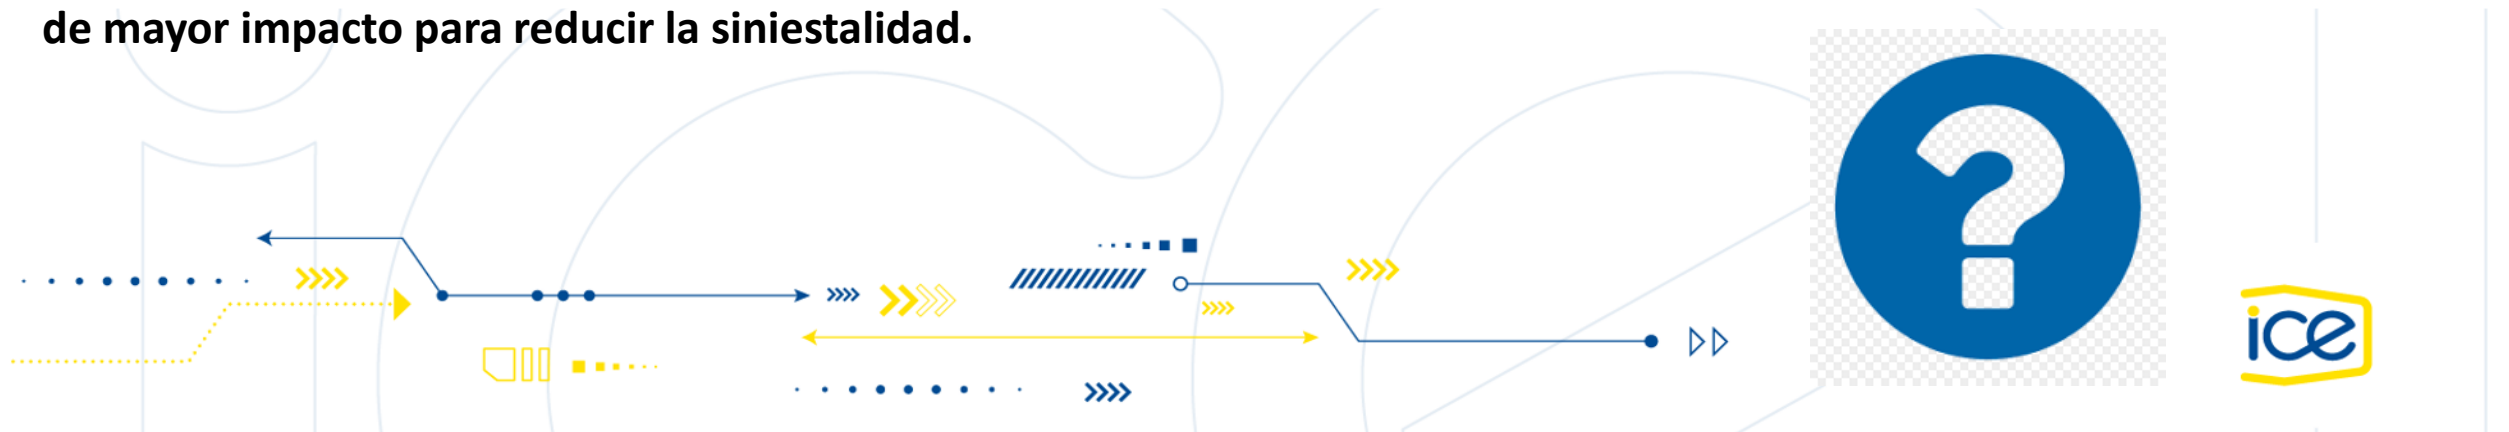 de mayor impacto para reducir la siniestalidad.
ice